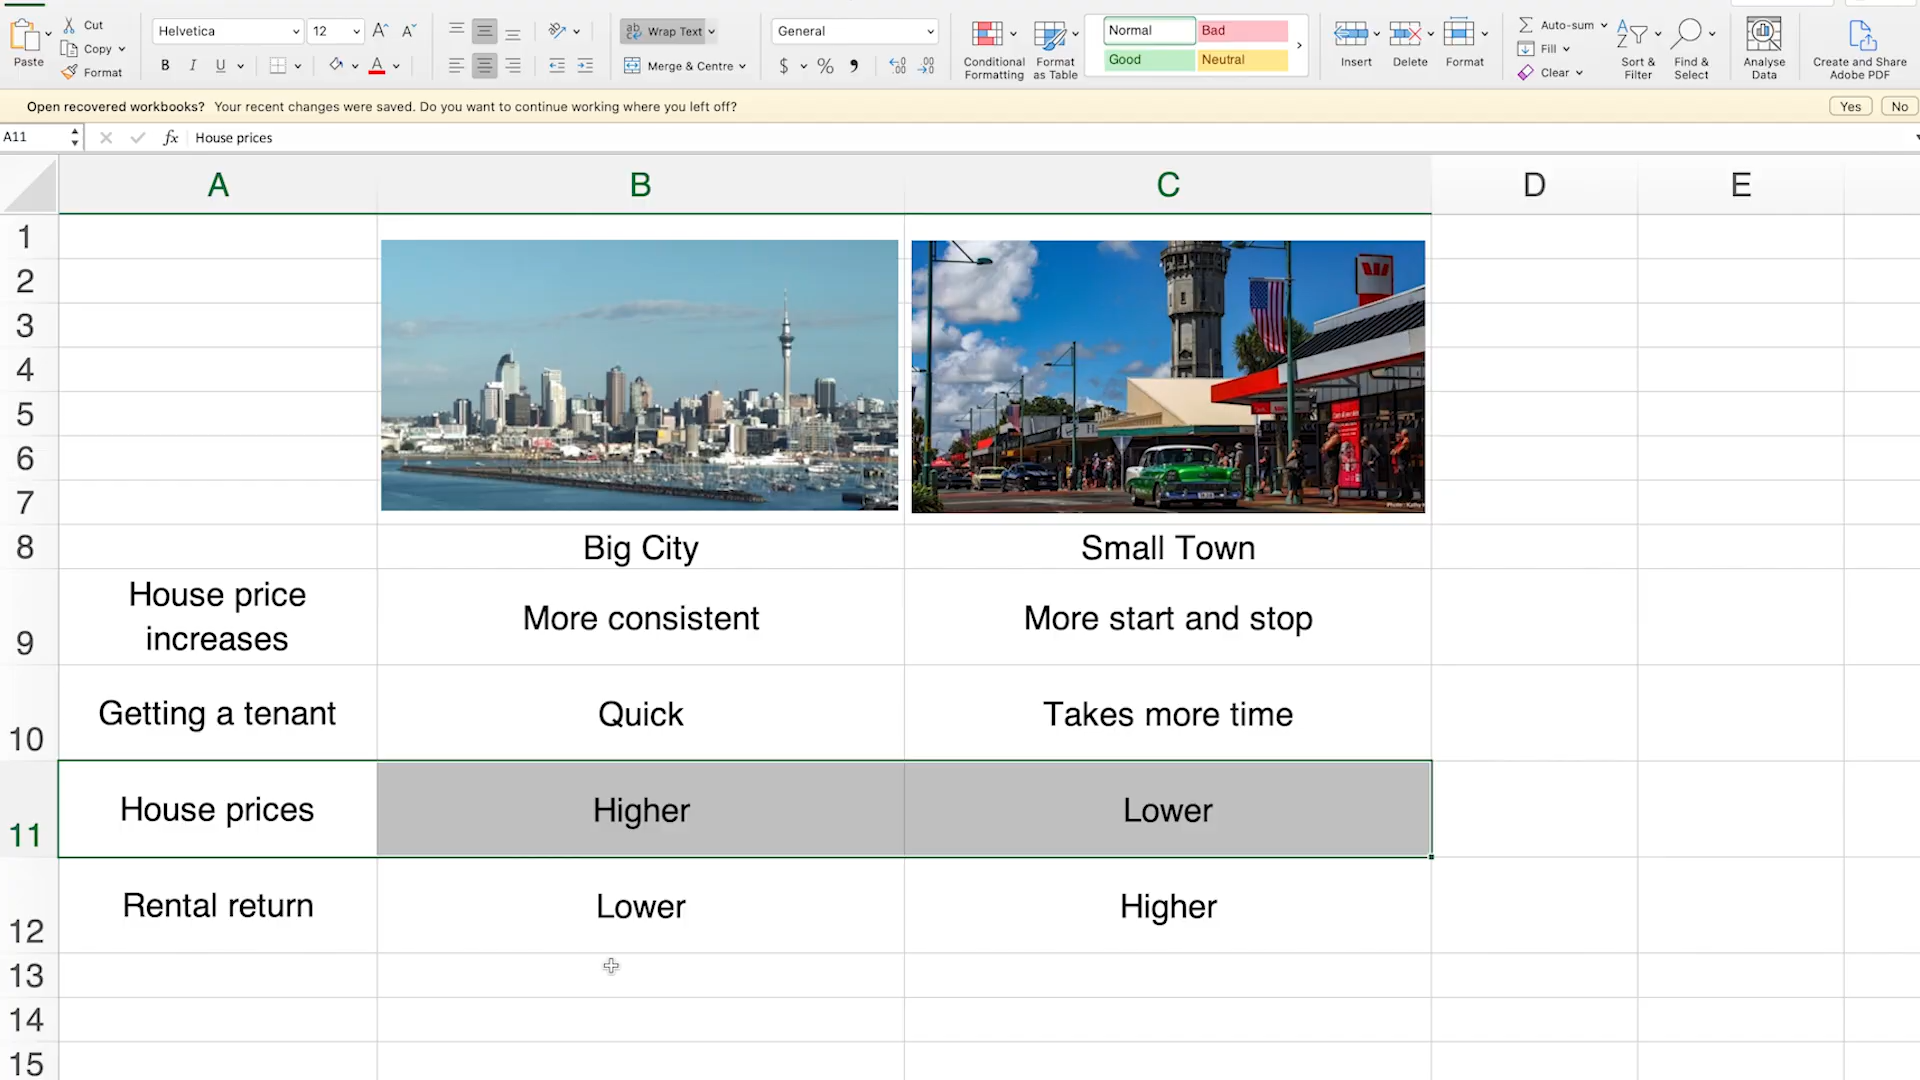 Cut
Helvetica
12
Wrap Text
General
Normal
Bad
Auto-sum
Paste
Copy
Format
B I U
A
Merge & Centre
$ %
Conditional Formatting
Format as Table
Good
Neutral
Insert
Delete
Format
Fill
Clear
Sort & Filter
Find & Select
Analyse Data
Create and Share Adobe PDF
Open recovered workbooks? Your recent changes were saved. Do you want to continue working where you left off?
Yes
No
A11
fx House prices
A B C D E
1
2
3
4
5
6
7
8 Big City Small Town
House price
increases
9 More consistent More start and stop
10 Getting a tenant Quick Takes more time
11 House prices Higher Lower
12 Rental return Lower Higher
13
14
15